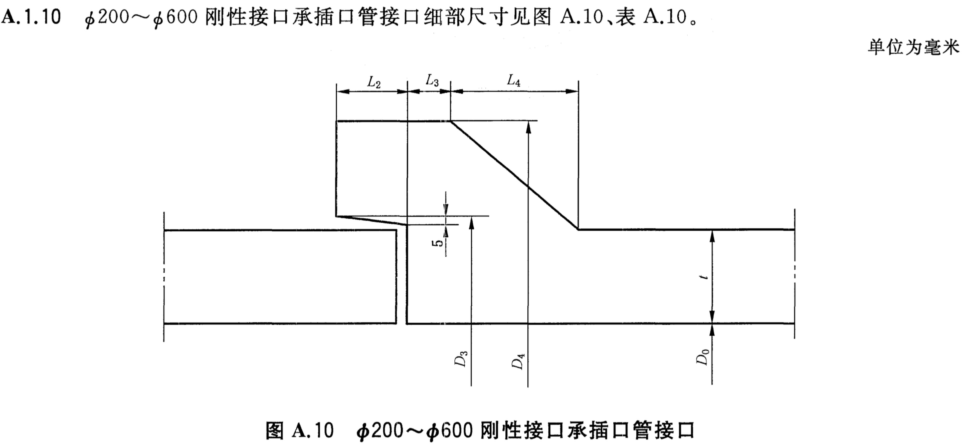 A.1.10 ϕ200～ϕ600 刚性接口承插口管接口细部尺寸见图 A.10、表 A.10。
单位为毫米
L₂ L₃ L₄
5
t
D₃ D₄ D₀
图 A.10 ϕ200～ϕ600 刚性接口承插口管接口